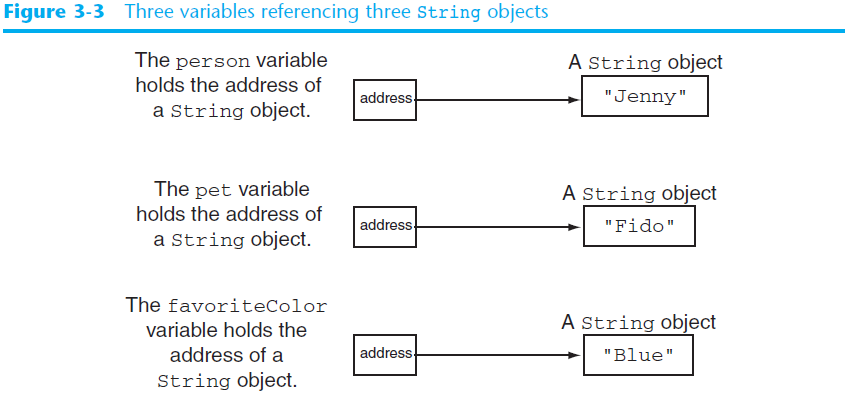 Figure 3-3 Three variables referencing three String objects
The person variable
holds the address of
a String object.
address
A String object
"Jenny"
The pet variable
holds the address of
a String object.
address
A String object
"Fido"
The favoriteColor
variable holds the
address of a
String object.
address
A String object
"Blue"